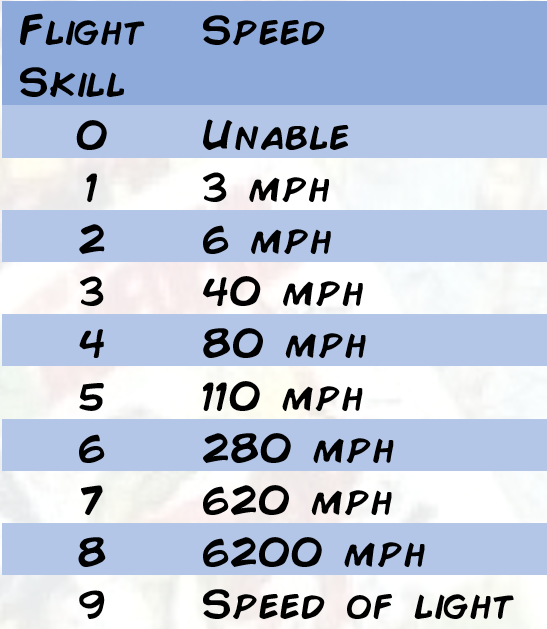 Flight Speed
Skill
0 Unable
1 3 mph
2 6 mph
3 40 mph
4 80 mph
5 110 mph
6 280 mph
7 620 mph
8 6200 mph
9 Speed of light